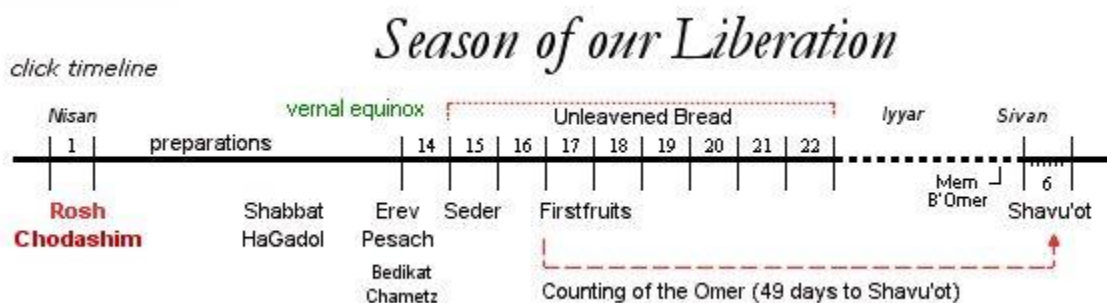 Season of our Liberation
click timeline
vernal equinox
Nisan
Unleavened Bread
Iyyar
Sivan
1
preparations
14 15 16 17 18 19 20 21 22
Mem
B'Omer
6
Rosh
Chodashim
Shabbat
HaGadol
Erev
Pesach
Seder
Firstfruits
Shavu'ot
Bedikat
Chametz
Counting of the Omer (49 days to Shavu'ot)